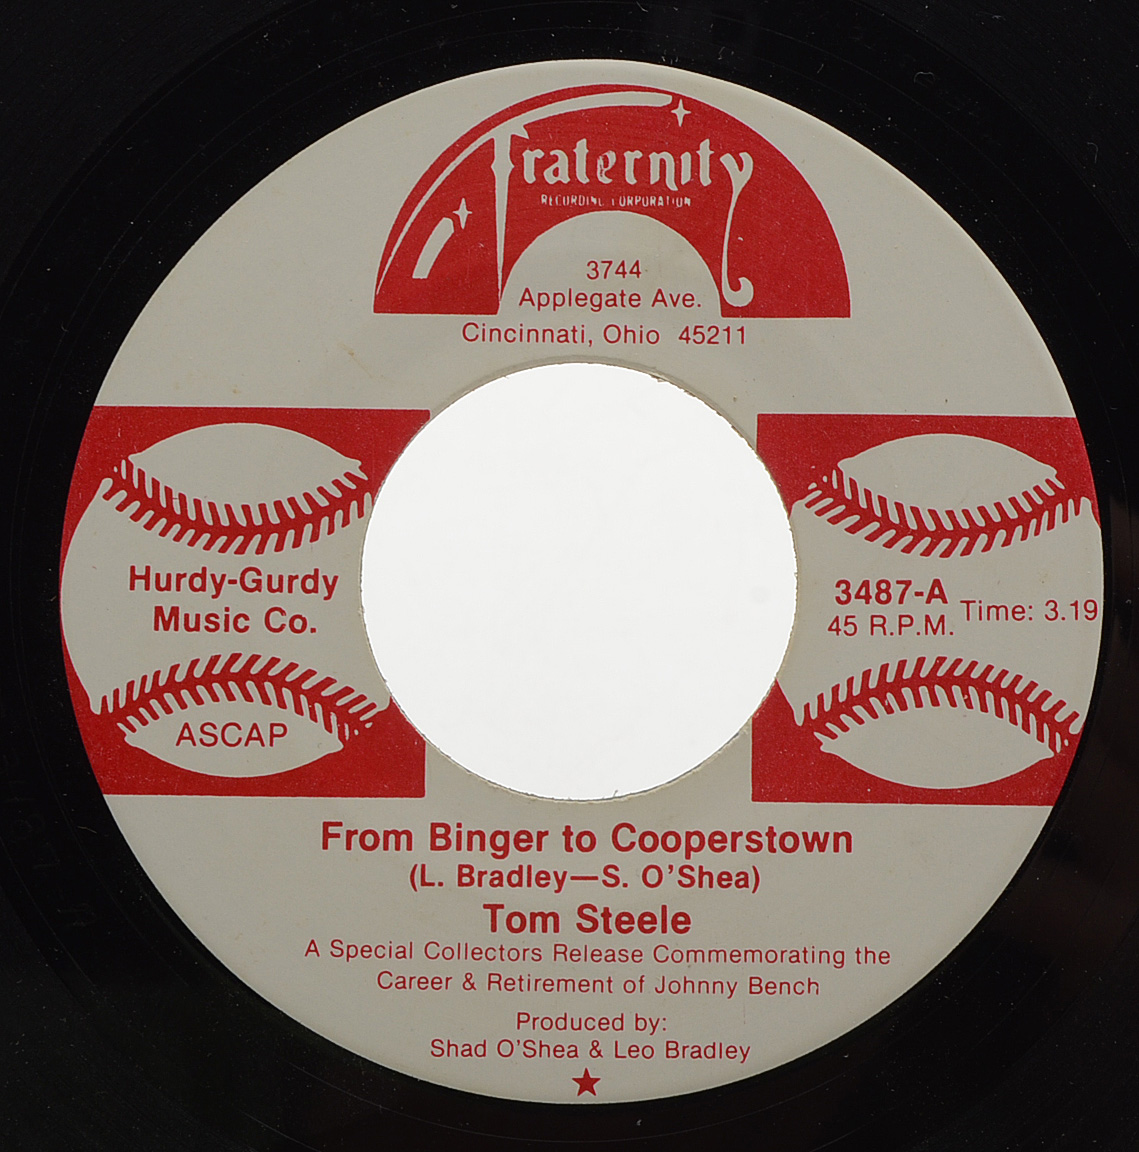 Fraternity
RECORDING CORPORATION
3744
Applegate Ave.
Cincinnati, Ohio 45211
Hurdy-Gurdy
Music Co.
ASCAP
3487-A
45 R.P.M.
Time: 3.19
From Binger to Cooperstown
(L. Bradley—S. O'Shea)
Tom Steele
A Special Collectors Release Commemorating the
Career & Retirement of Johnny Bench
Produced by:
Shad O'Shea & Leo Bradley